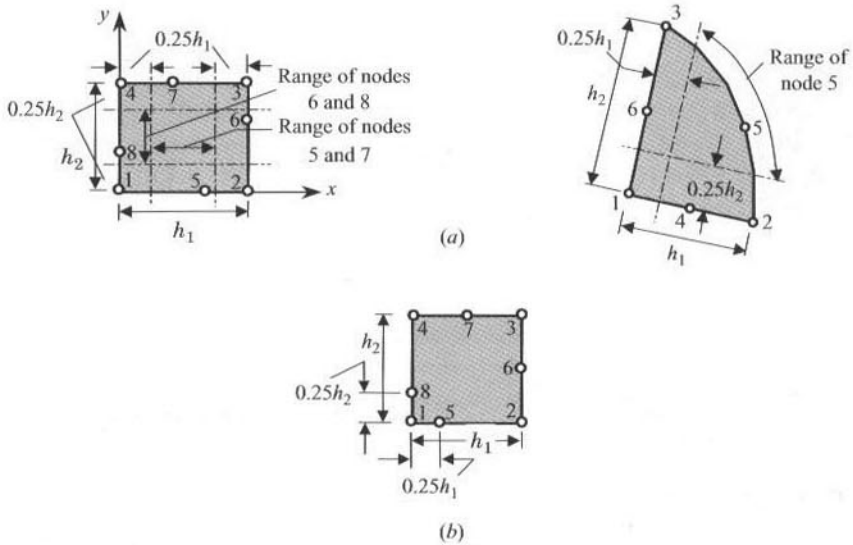 y
0.25h₁
4 7 3
Range of nodes
6 and 8
0.25h₂
6
Range of nodes
5 and 7
h₂
8
1 5 2
x
h₁
3
0.25h₁
Range of
node 5
h₂
6
5
0.25h₂
1
4
2
h₁
(a)
4 7 3
h₂
6
0.25h₂
8
1 5 2
h₁
0.25h₁
(b)